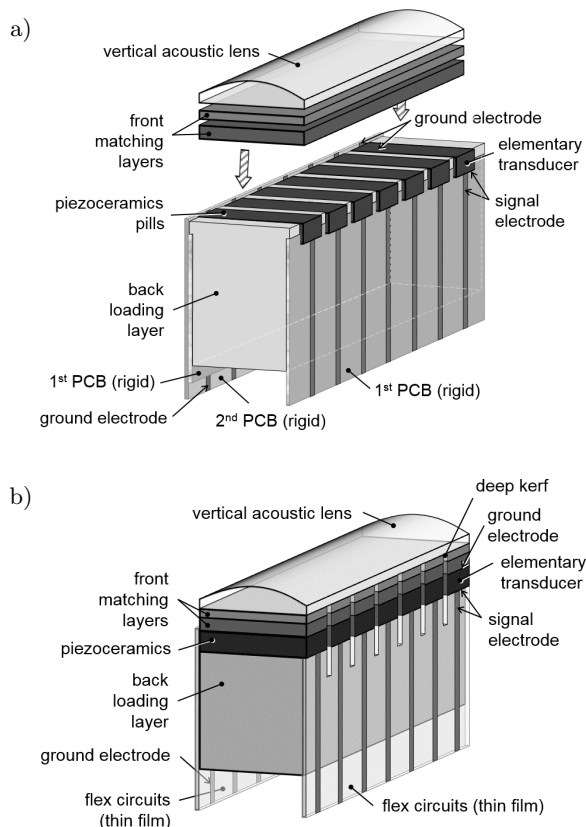 a)
vertical acoustic lens
front
matching
layers
ground electrode
elementary
transducer
signal
electrode
piezoceramics
pills
back
loading
layer
1st PCB (rigid)
ground electrode
2nd PCB (rigid)
1st PCB (rigid)
b)
deep kerf
vertical acoustic lens
ground
electrode
elementary
transducer
signal
electrode
front
matching
layers
piezoceramics
back
loading
layer
ground electrode
flex circuits
(thin film)
flex circuits (thin film)